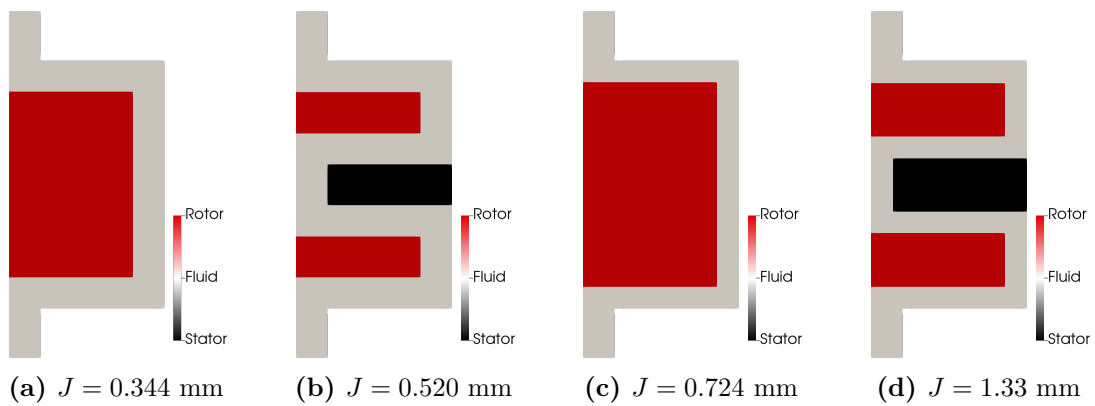 Rotor
Fluid
Stator
Rotor
Fluid
Stator
Rotor
Fluid
Stator
Rotor
Fluid
Stator
(a) J = 0.344 mm
(b) J = 0.520 mm
(c) J = 0.724 mm
(d) J = 1.33 mm